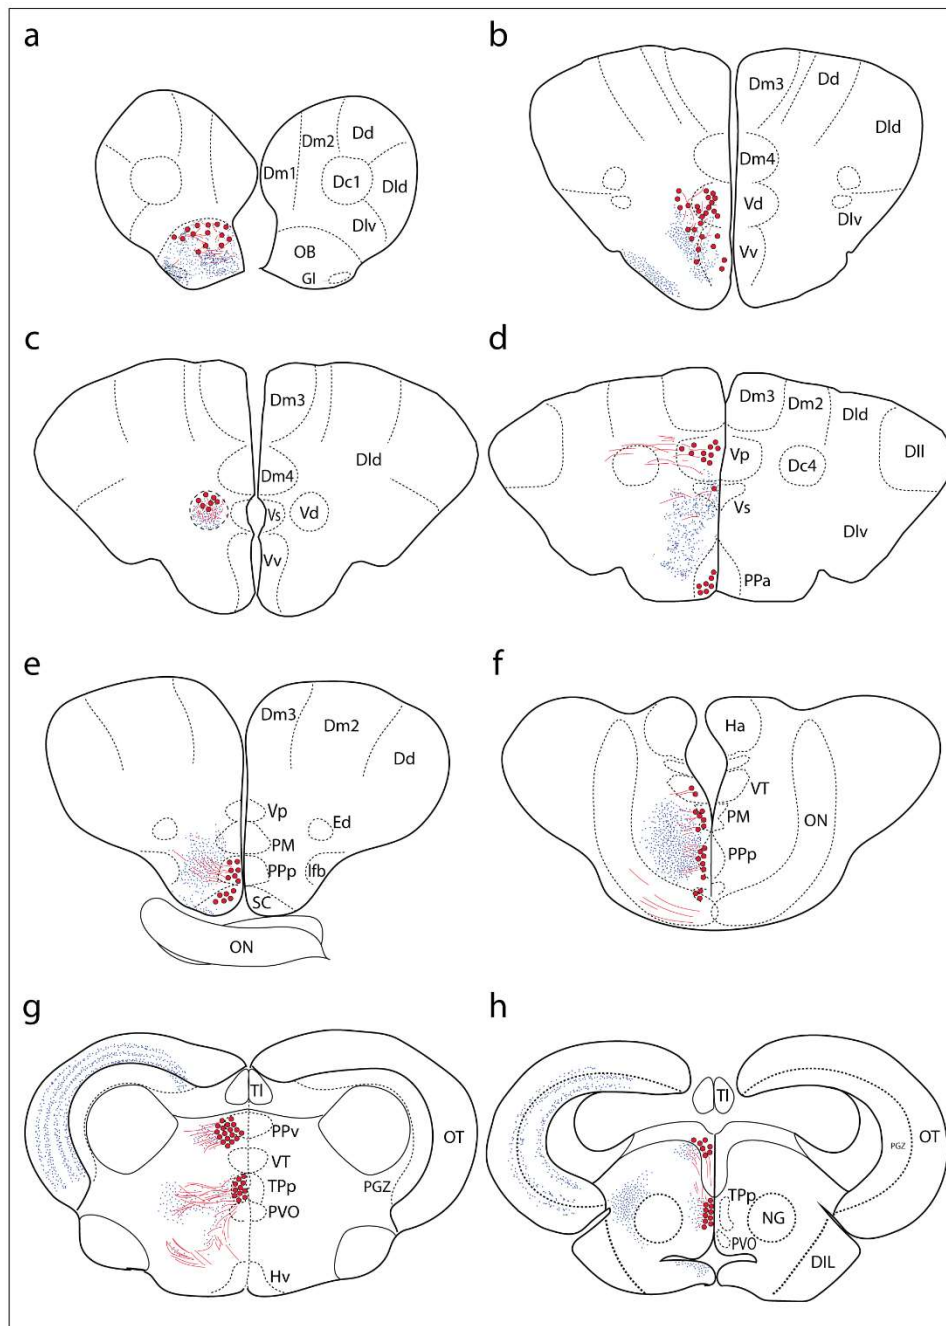 a
Dm1
Dm2
Dd
Dc1
Dld
Dlv
OB
Gl
b
Dm3
Dd
Dld
Dm4
Vd
Dlv
Vv
c
Dm3
Dm4
Dld
Vs
Vd
Vv
d
Dm3
Dm2
Dld
Dll
Vp
Dc4
Vs
Dlv
PPa
e
Dm3
Dm2
Dd
Vp
PM
Ed
PPp
lfb
SC
ON
f
Ha
VT
PM
ON
PPp
g
Tl
PPv
OT
VT
TPp
PGZ
PVO
Hv
h
Tl
OT
PGZ
TPp
NG
PVO
DIL